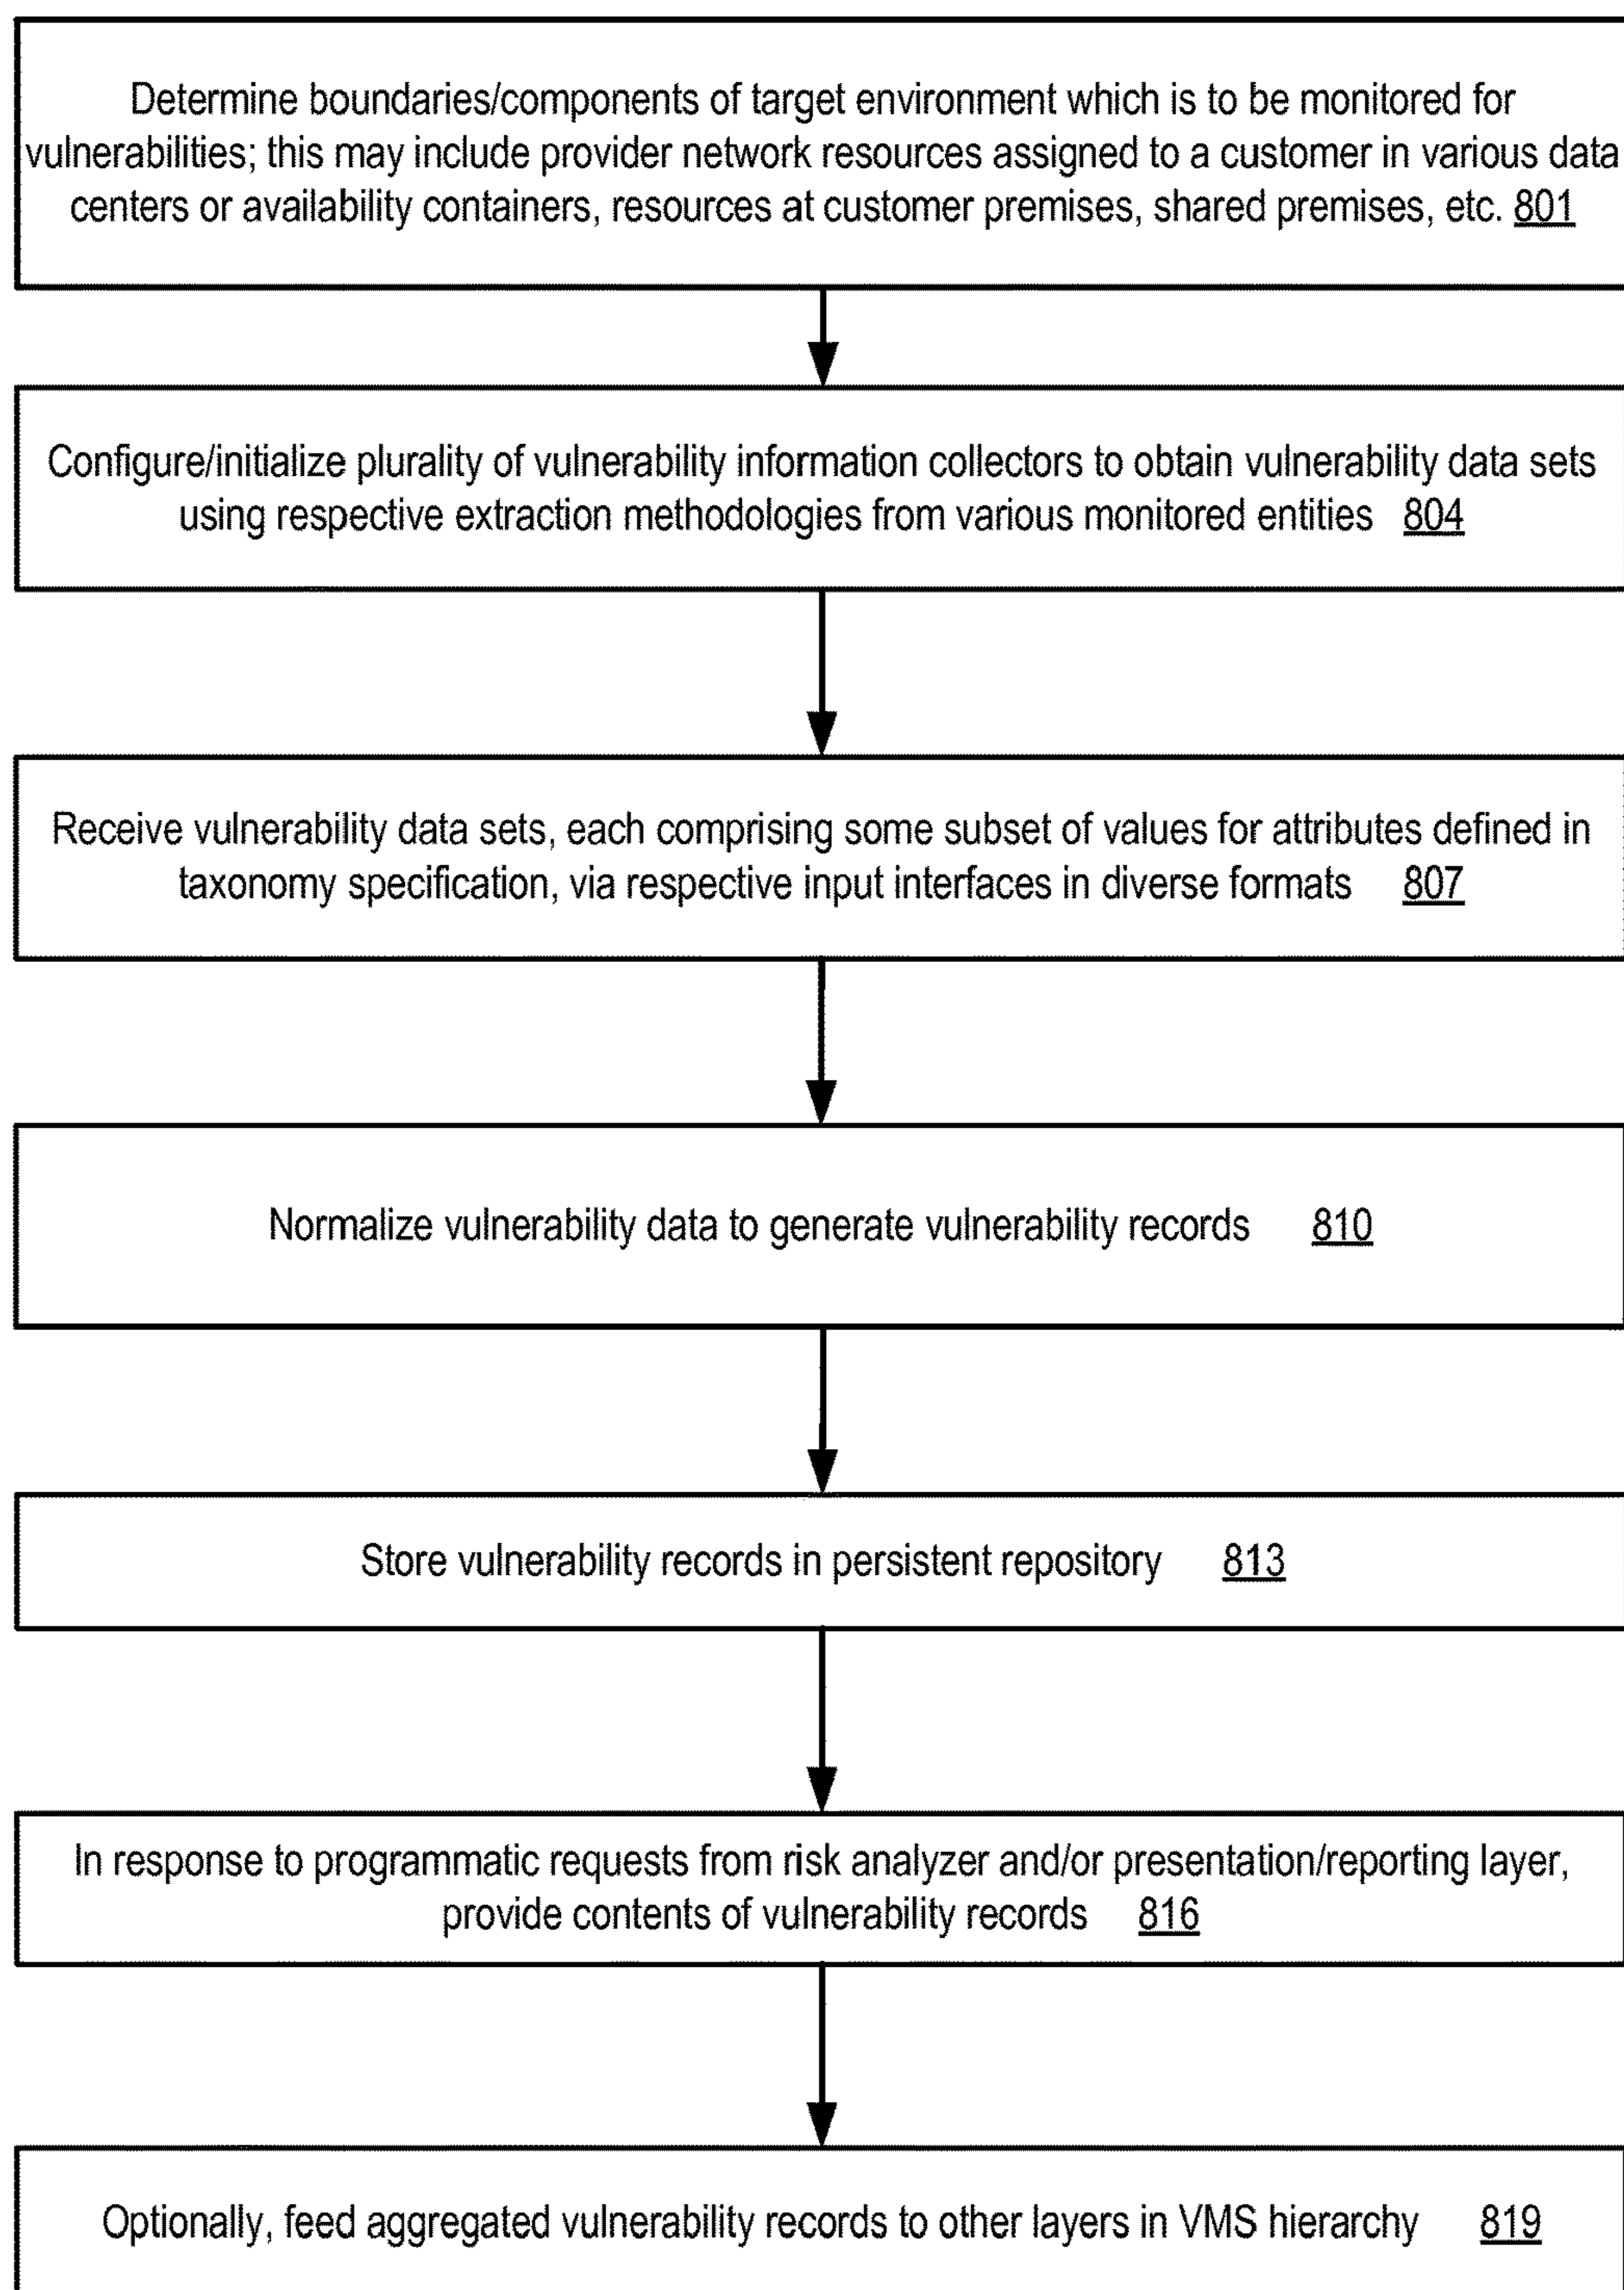 Determine boundaries/components of target environment which is to be monitored for
vulnerabilities; this may include provider network resources assigned to a customer in various data
centers or availability containers, resources at customer premises, shared premises, etc. 801
Configure/initialize plurality of vulnerability information collectors to obtain vulnerability data sets
using respective extraction methodologies from various monitored entities 804
Receive vulnerability data sets, each comprising some subset of values for attributes defined in
taxonomy specification, via respective input interfaces in diverse formats 807
Normalize vulnerability data to generate vulnerability records 810
Store vulnerability records in persistent repository 813
In response to programmatic requests from risk analyzer and/or presentation/reporting layer,
provide contents of vulnerability records 816
Optionally, feed aggregated vulnerability records to other layers in VMS hierarchy 819